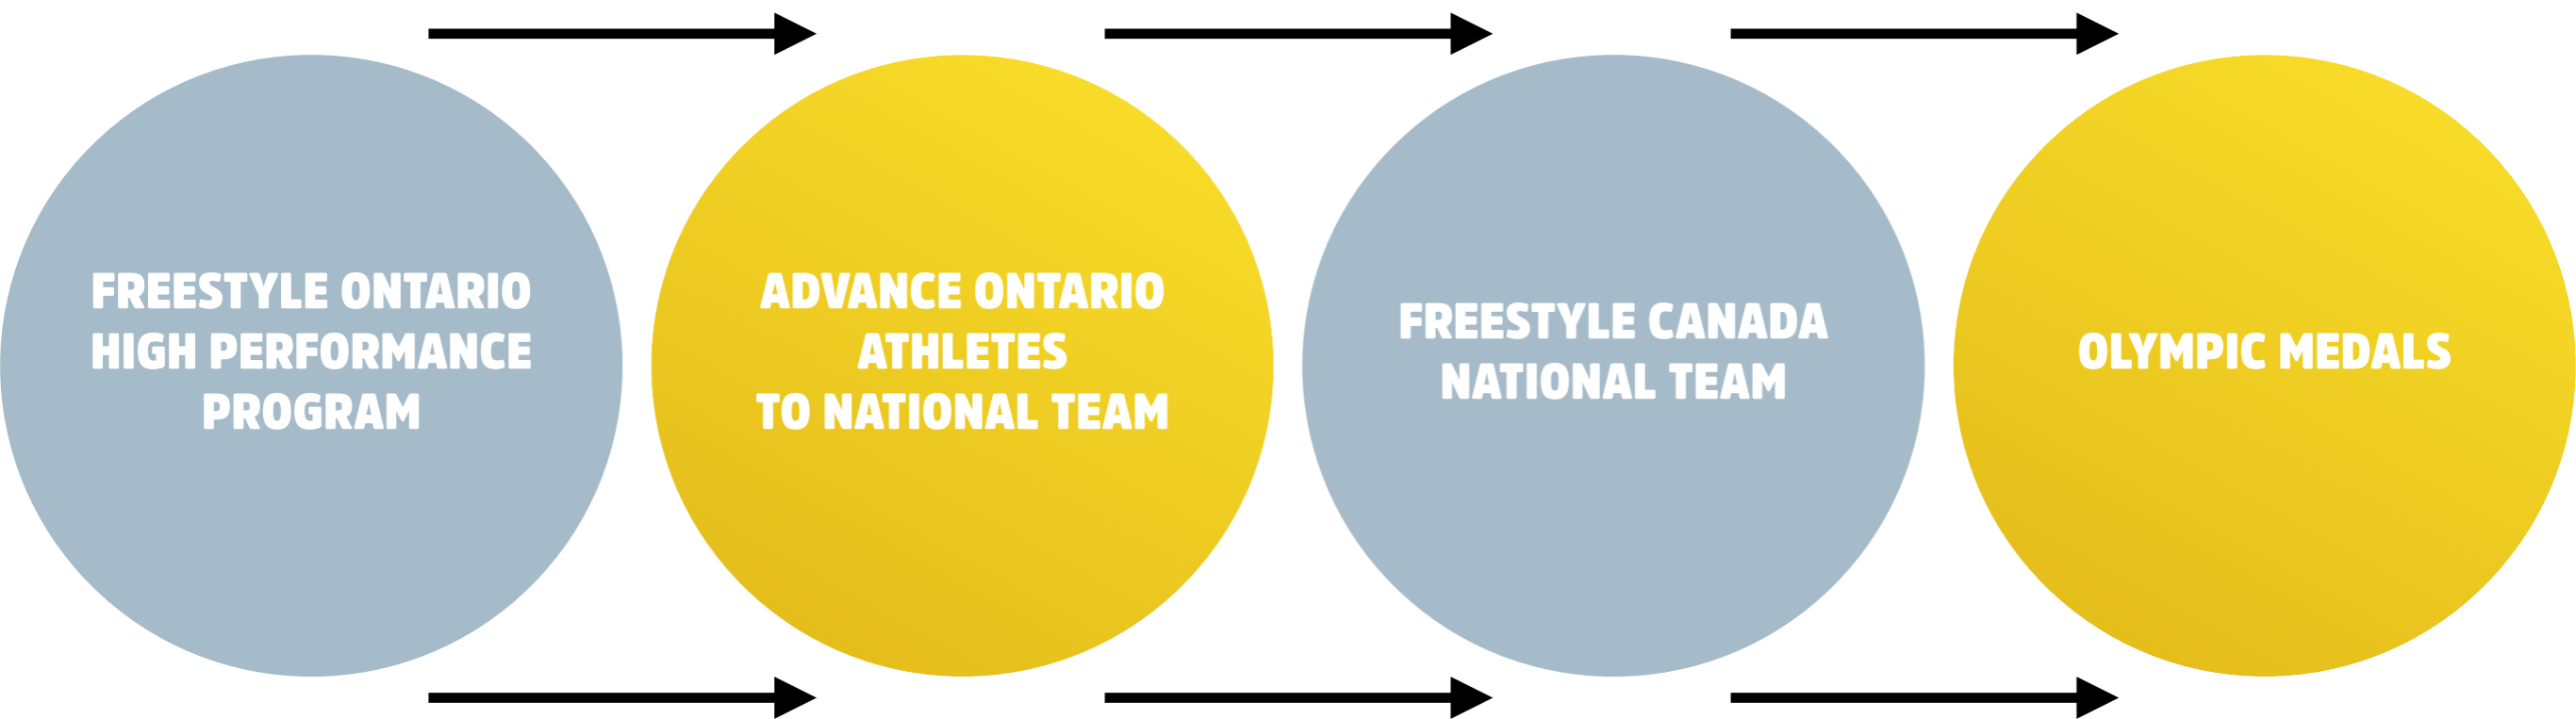 FREESTYLE ONTARIO
HIGH PERFORMANCE
PROGRAM
ADVANCE ONTARIO
ATHLETES
TO NATIONAL TEAM
FREESTYLE CANADA
NATIONAL TEAM
OLYMPIC MEDALS